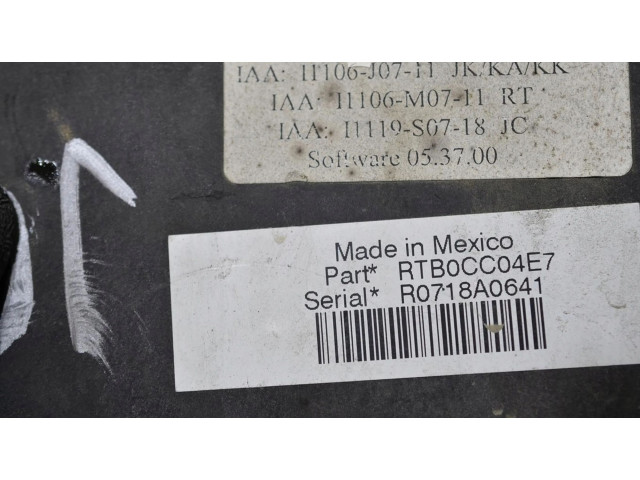 IAA: I1106-J07-11 JK/KA/KK
IAA: I1106-M07-11 RT
IAA: I1119-S07-18 JC
Software 05.37.00
Made in Mexico
Part* RTB0CC04E7
Serial* R0718A0641